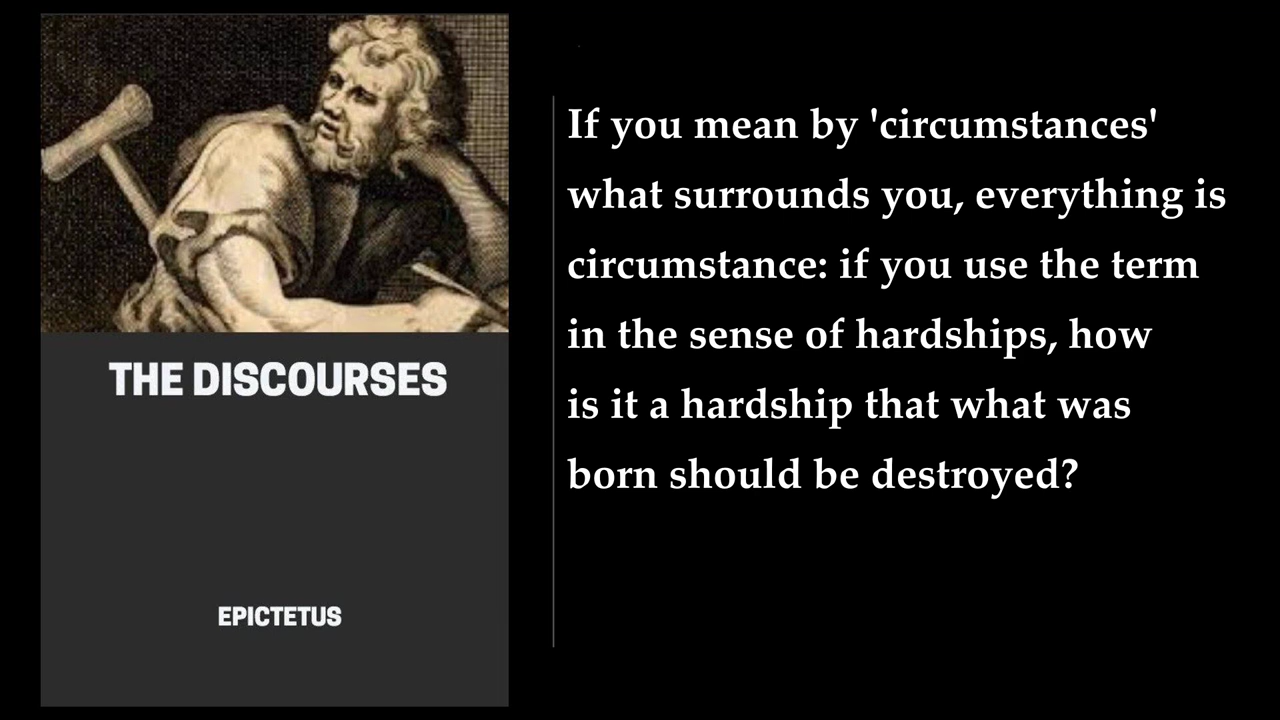 THE DISCOURSES
EPICTETUS
If you mean by 'circumstances'
what surrounds you, everything is
circumstance: if you use the term
in the sense of hardships, how
is it a hardship that what was
born should be destroyed?